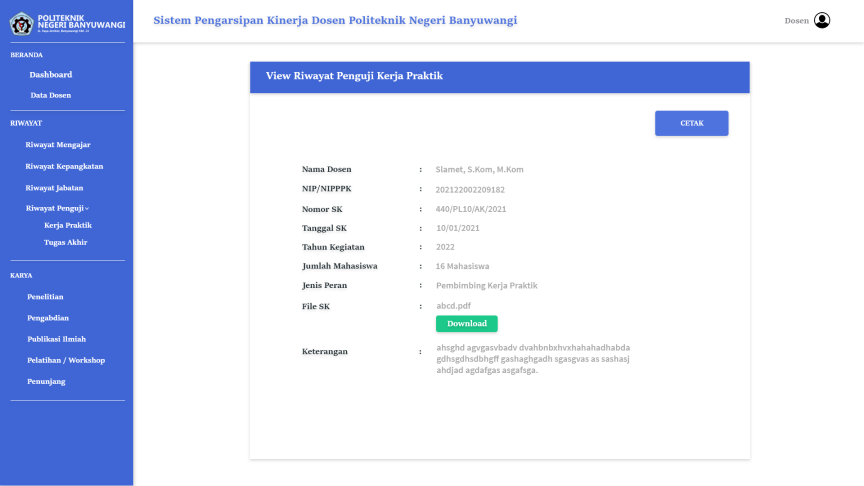 POLITEKNIK
NEGERI BANYUWANGI
Sistem Pengarsipan Kinerja Dosen Politeknik Negeri Banyuwangi
Dosen
BERANDA
Dashboard
Data Dosen
RIWAYAT
Riwayat Mengajar
Riwayat Kepangkatan
Riwayat Jabatan
Riwayat Penguji
Kerja Praktik
Tugas Akhir
KARYA
Penelitian
Pengabdian
Publikasi Ilmiah
Pelatihan / Workshop
Penunjang
View Riwayat Penguji Kerja Praktik
CETAK
Nama Dosen : Slamet, S.Kom, M.Kom
NIP/NIPPPK : 202122002209182
Nomor SK : 440/PL10/AK/2021
Tanggal SK : 10/01/2021
Tahun Kegiatan : 2022
Jumlah Mahasiswa : 16 Mahasiswa
Jenis Peran : Pembimbing Kerja Praktik
File SK : abcd.pdf
Download
Keterangan : ahsghd agvgasvbadv dvahbnbxhvxhahahadhabda
gdhsgdhsdbhgff gashaghgadh sgasgvas as sashasj
ahdjad agdafgas asgafsga.